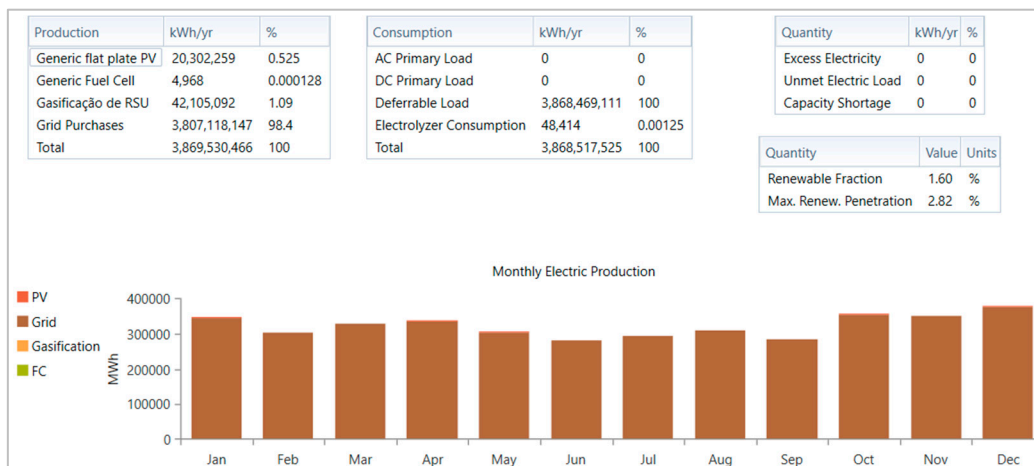 Production kWh/yr %
Generic flat plate PV 20,302,259 0.525
Generic Fuel Cell 4,968 0.000128
Gasificação de RSU 42,105,092 1.09
Grid Purchases 3,807,118,147 98.4
Total 3,869,530,466 100
Consumption kWh/yr %
AC Primary Load 0 0
DC Primary Load 0 0
Deferrable Load 3,868,469,111 100
Electrolyzer Consumption 48,414 0.00125
Total 3,868,517,525 100
Quantity kWh/yr %
Excess Electricity 0 0
Unmet Electric Load 0 0
Capacity Shortage 0 0
Quantity Value Units
Renewable Fraction 1.60 %
Max. Renew. Penetration 2.82 %
Monthly Electric Production
PV
Grid
Gasification
FC
MWh
400000
300000
200000
100000
0
Jan Feb Mar Apr May Jun Jul Aug Sep Oct Nov Dec